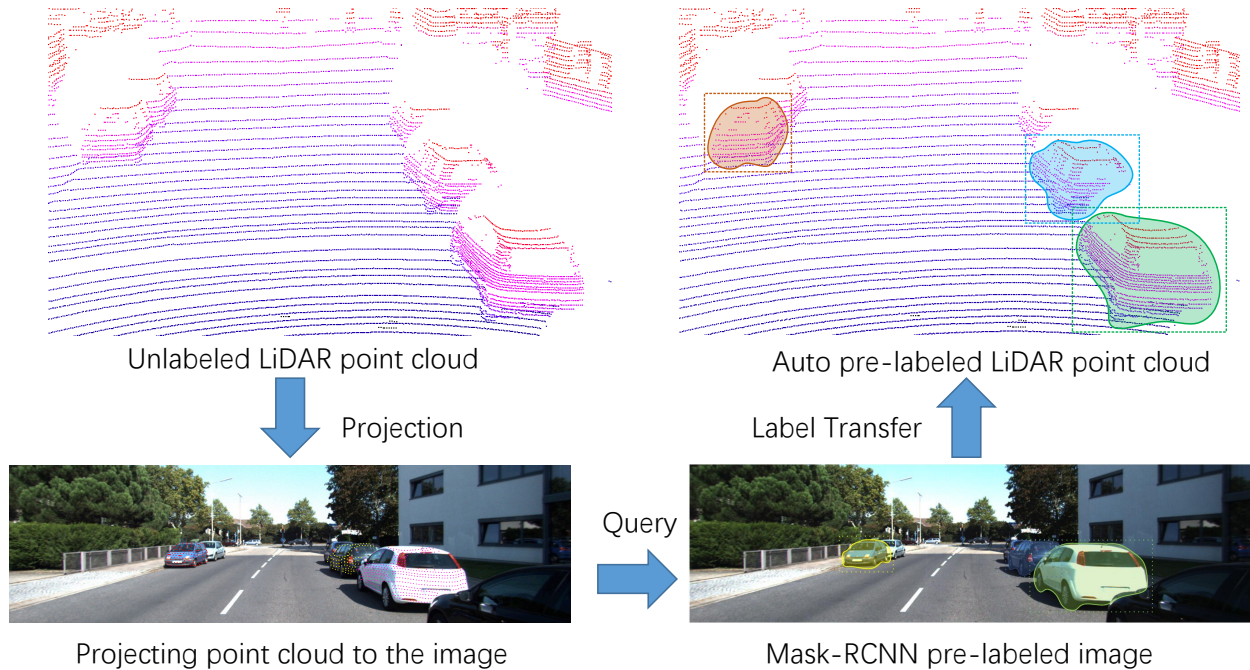 Unlabeled LiDAR point cloud
Auto pre-labeled LiDAR point cloud
Projection
Label Transfer
Query
Projecting point cloud to the image
Mask-RCNN pre-labeled image